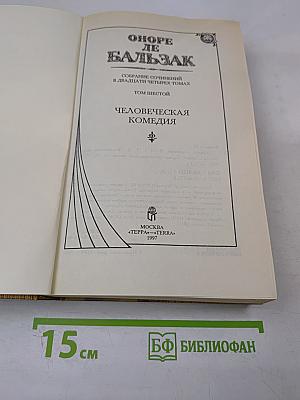 ОНОРЕ
ДЕ
БАЛЬЗАК
СОБРАНИЕ СОЧИНЕНИЙ
В ДВАДЦАТИ ЧЕТЫРЕХ ТОМАХ
ТОМ ШЕСТОЙ
ЧЕЛОВЕЧЕСКАЯ
КОМЕДИЯ
МОСКВА
«ТЕРРА»—«TERRA»
1997
15 см
БФ БИБЛИОФАН